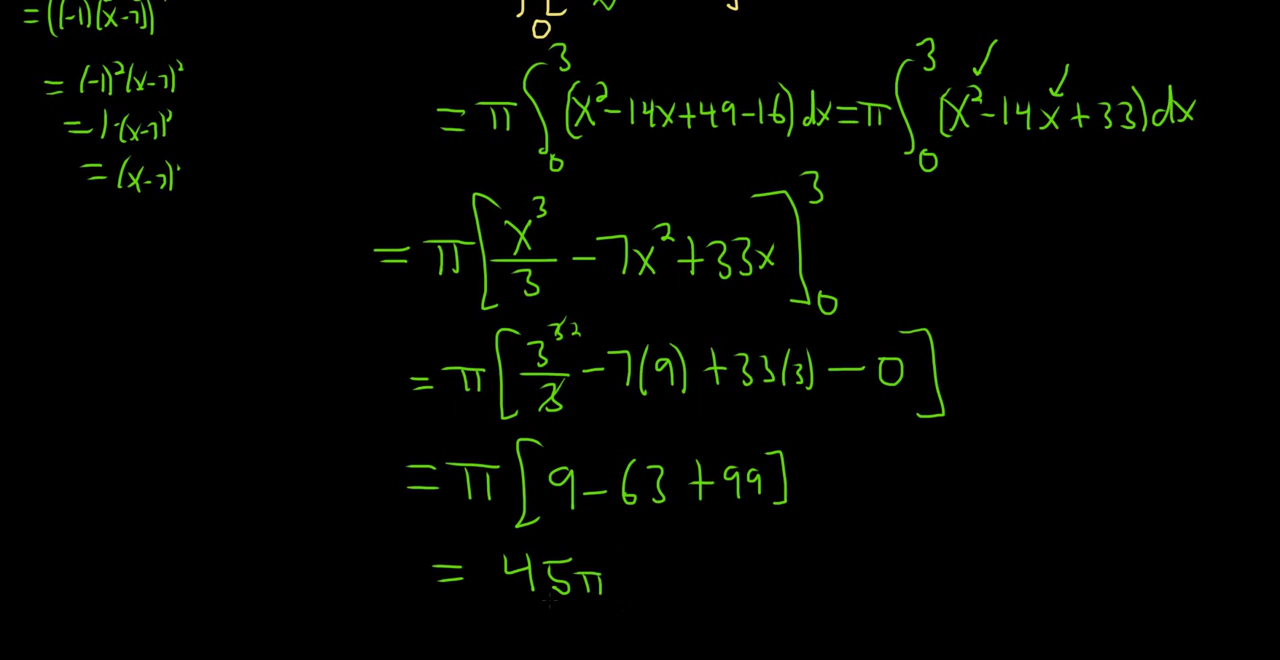 =((-1)(x-7))
= (-1)²(x-7)²
= 1·(x-7)²
= (x-7)²
0
= π∫₀³ (x²-14x+49-16)dx = π∫₀³ (x²-14x+33)dx
= π[x³/3 - 7x² + 33x]₀³
= π[3³ ²/3 - 7(9) + 33(3) - 0]
= π[9-63+99]
= 45π